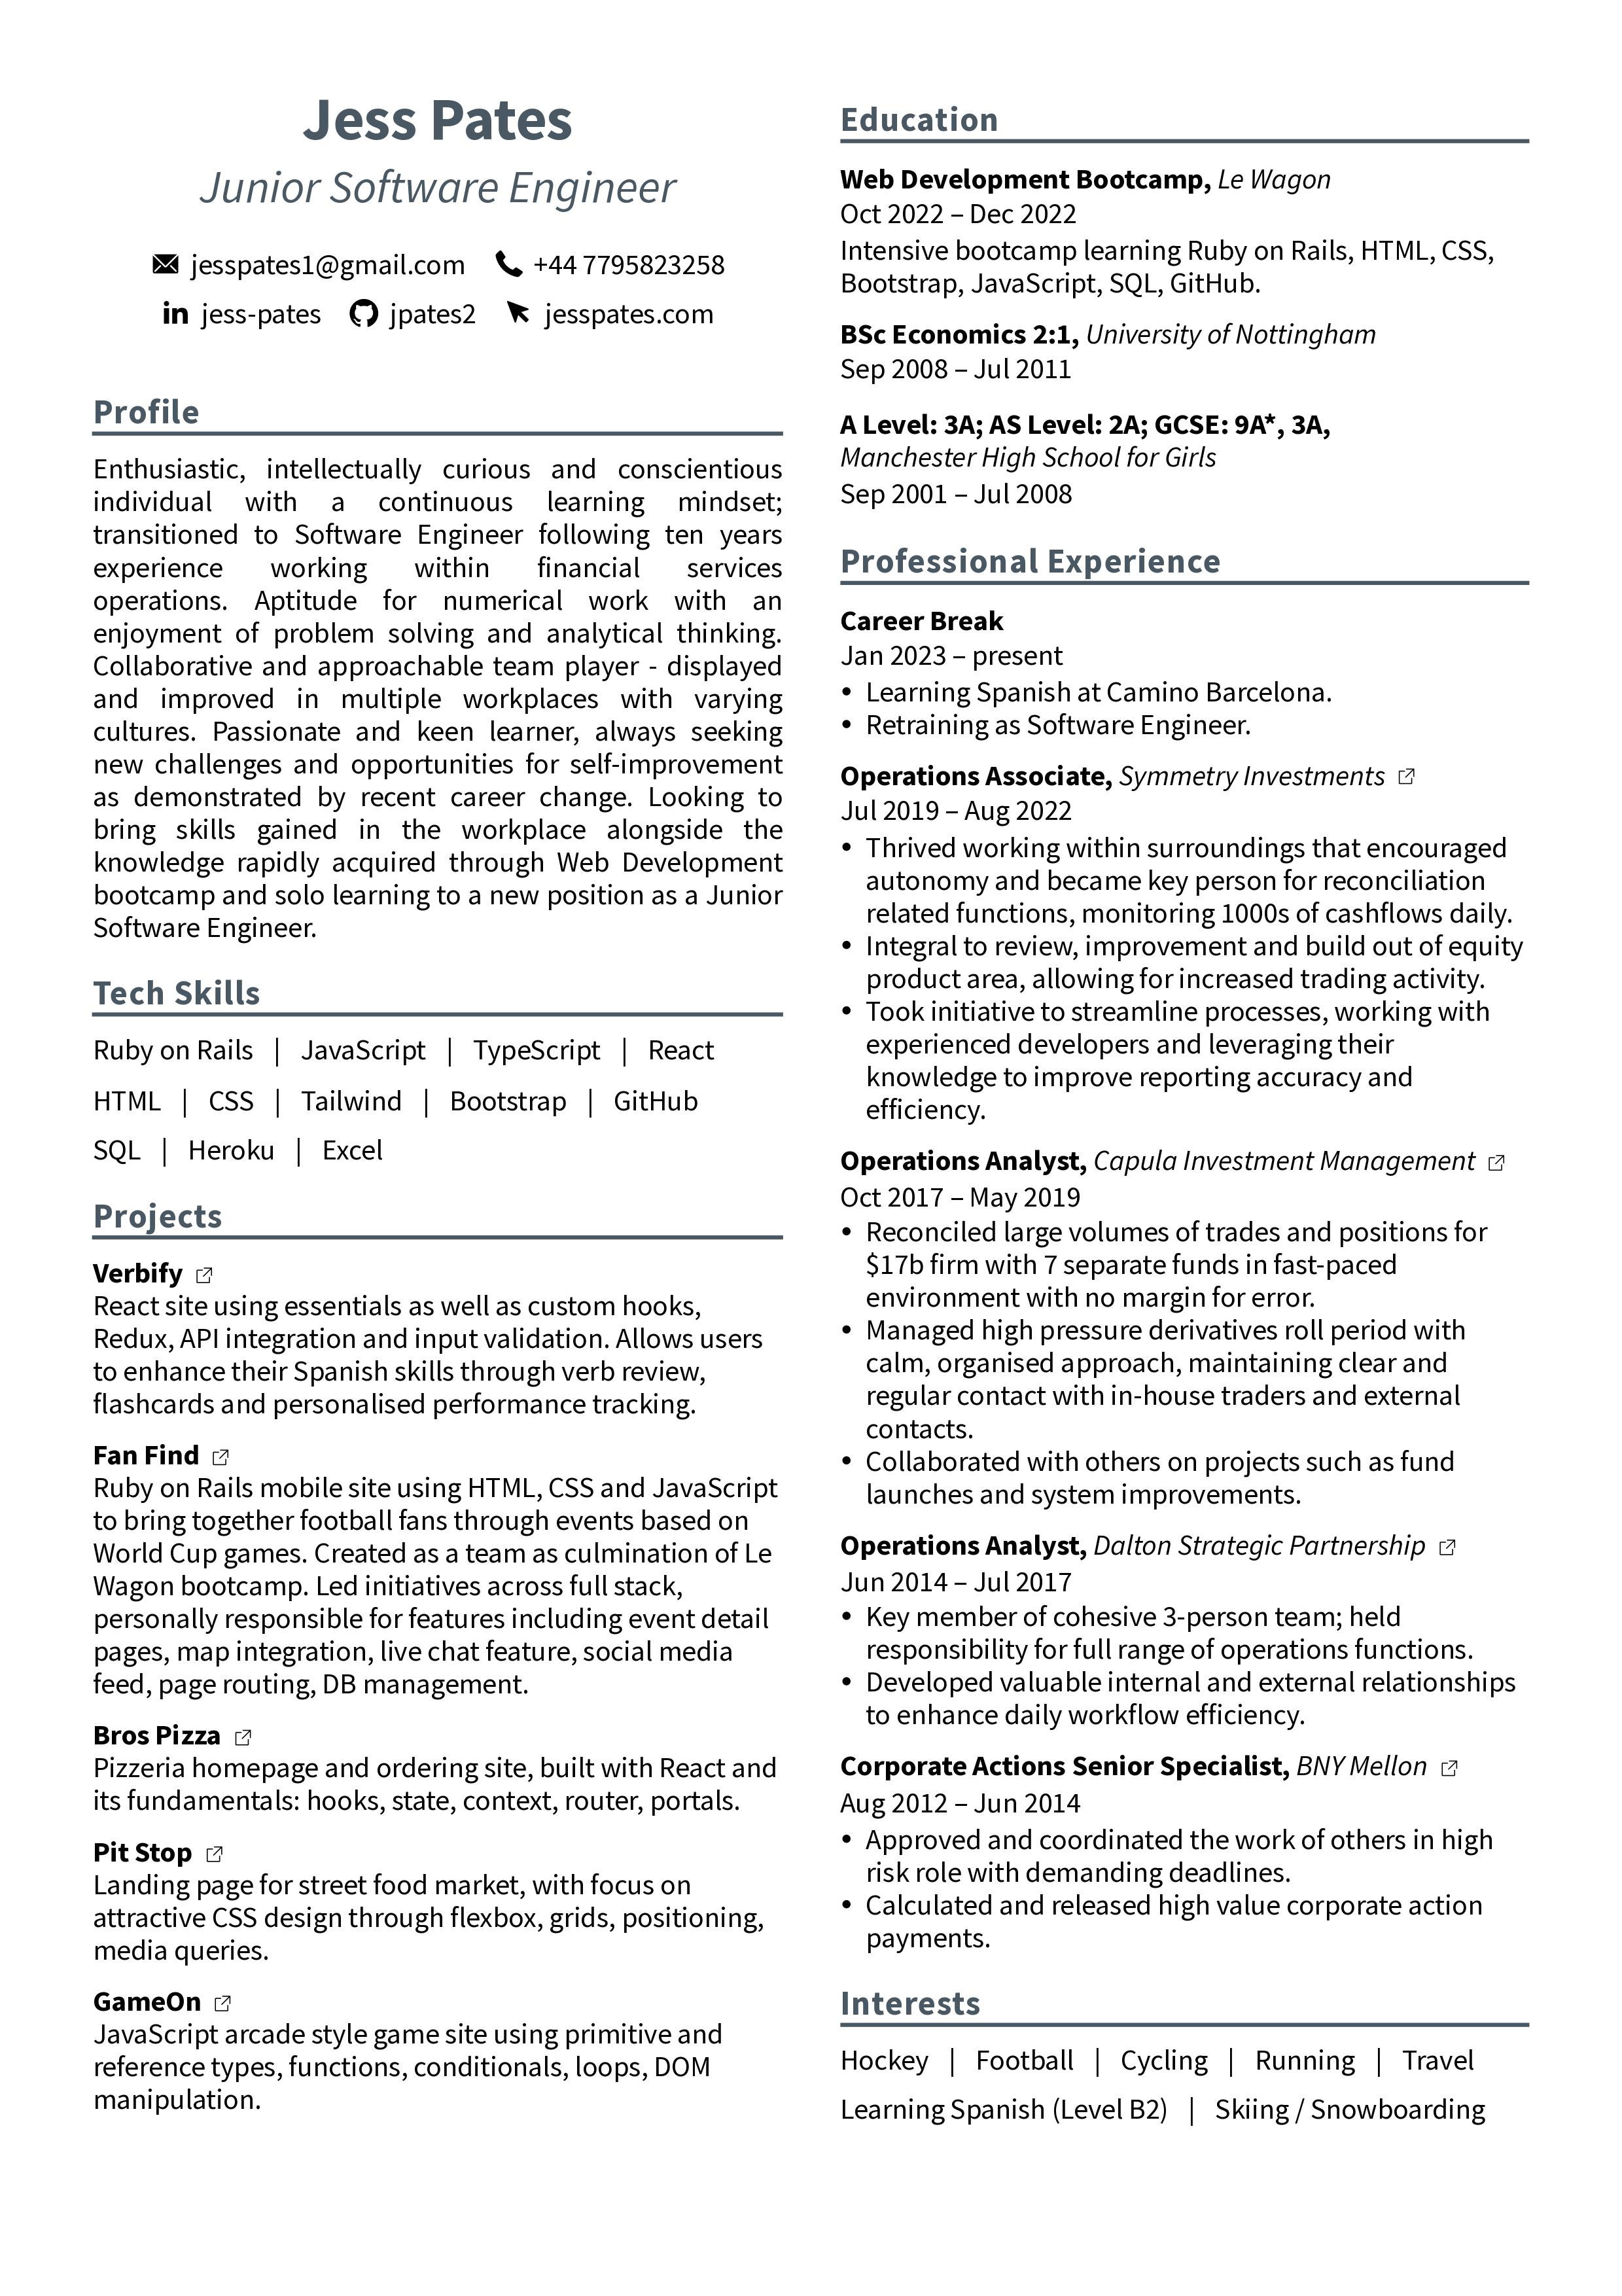 Jess Pates
Junior Software Engineer
jesspates1@gmail.com +44 7795823258
jess-pates jpates2 jesspates.com
Profile
Enthusiastic, intellectually curious and conscientious
individual with a continuous learning mindset;
transitioned to Software Engineer following ten years
experience working within financial services
operations. Aptitude for numerical work with an
enjoyment of problem solving and analytical thinking.
Collaborative and approachable team player - displayed
and improved in multiple workplaces with varying
cultures. Passionate and keen learner, always seeking
new challenges and opportunities for self-improvement
as demonstrated by recent career change. Looking to
bring skills gained in the workplace alongside the
knowledge rapidly acquired through Web Development
bootcamp and solo learning to a new position as a Junior
Software Engineer.
Tech Skills
Ruby on Rails | JavaScript | TypeScript | React
HTML | CSS | Tailwind | Bootstrap | GitHub
SQL | Heroku | Excel
Projects
Verbify
React site using essentials as well as custom hooks,
Redux, API integration and input validation. Allows users
to enhance their Spanish skills through verb review,
flashcards and personalised performance tracking.
Fan Find
Ruby on Rails mobile site using HTML, CSS and JavaScript
to bring together football fans through events based on
World Cup games. Created as a team as culmination of Le
Wagon bootcamp. Led initiatives across full stack,
personally responsible for features including event detail
pages, map integration, live chat feature, social media
feed, page routing, DB management.
Bros Pizza
Pizzeria homepage and ordering site, built with React and
its fundamentals: hooks, state, context, router, portals.
Pit Stop
Landing page for street food market, with focus on
attractive CSS design through flexbox, grids, positioning,
media queries.
GameOn
JavaScript arcade style game site using primitive and
reference types, functions, conditionals, loops, DOM
manipulation.
Education
Web Development Bootcamp, Le Wagon
Oct 2022 – Dec 2022
Intensive bootcamp learning Ruby on Rails, HTML, CSS,
Bootstrap, JavaScript, SQL, GitHub.
BSc Economics 2:1, University of Nottingham
Sep 2008 – Jul 2011
A Level: 3A; AS Level: 2A; GCSE: 9A*, 3A,
Manchester High School for Girls
Sep 2001 – Jul 2008
Professional Experience
Career Break
Jan 2023 – present
• Learning Spanish at Camino Barcelona.
• Retraining as Software Engineer.
Operations Associate, Symmetry Investments
Jul 2019 – Aug 2022
• Thrived working within surroundings that encouraged
autonomy and became key person for reconciliation
related functions, monitoring 1000s of cashflows daily.
• Integral to review, improvement and build out of equity
product area, allowing for increased trading activity.
• Took initiative to streamline processes, working with
experienced developers and leveraging their
knowledge to improve reporting accuracy and
efficiency.
Operations Analyst, Capula Investment Management
Oct 2017 – May 2019
• Reconciled large volumes of trades and positions for
$17b firm with 7 separate funds in fast-paced
environment with no margin for error.
• Managed high pressure derivatives roll period with
calm, organised approach, maintaining clear and
regular contact with in-house traders and external
contacts.
• Collaborated with others on projects such as fund
launches and system improvements.
Operations Analyst, Dalton Strategic Partnership
Jun 2014 – Jul 2017
• Key member of cohesive 3-person team; held
responsibility for full range of operations functions.
• Developed valuable internal and external relationships
to enhance daily workflow efficiency.
Corporate Actions Senior Specialist, BNY Mellon
Aug 2012 – Jun 2014
• Approved and coordinated the work of others in high
risk role with demanding deadlines.
• Calculated and released high value corporate action
payments.
Interests
Hockey | Football | Cycling | Running | Travel
Learning Spanish (Level B2) | Skiing / Snowboarding